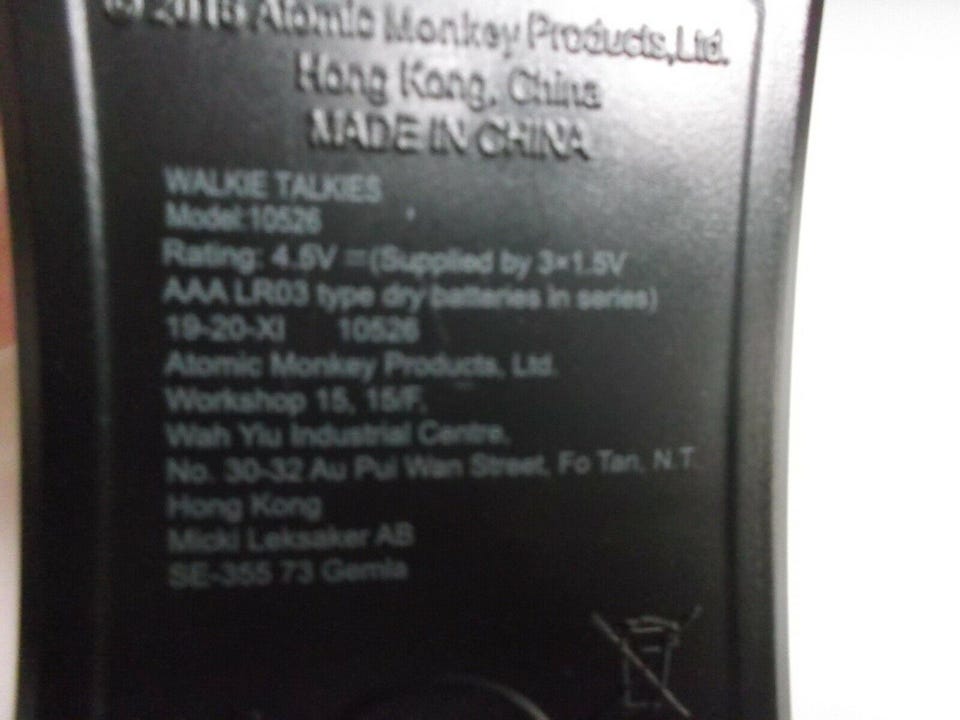 © 2016 Atomic Monkey Products,Ltd.
Hong Kong, China
MADE IN CHINA
WALKIE TALKIES
Model:10526
Rating: 4.5V ⎓(Supplied by 3×1.5V
AAA LR03 type dry batteries in series)
19-20-XI 10526
Atomic Monkey Products, Ltd.
Workshop 15, 15/F,
Wah Yiu Industrial Centre,
No. 30-32 Au Pui Wan Street, Fo Tan, N.T.
Hong Kong
Micki Leksaker AB
SE-355 73 Gemla